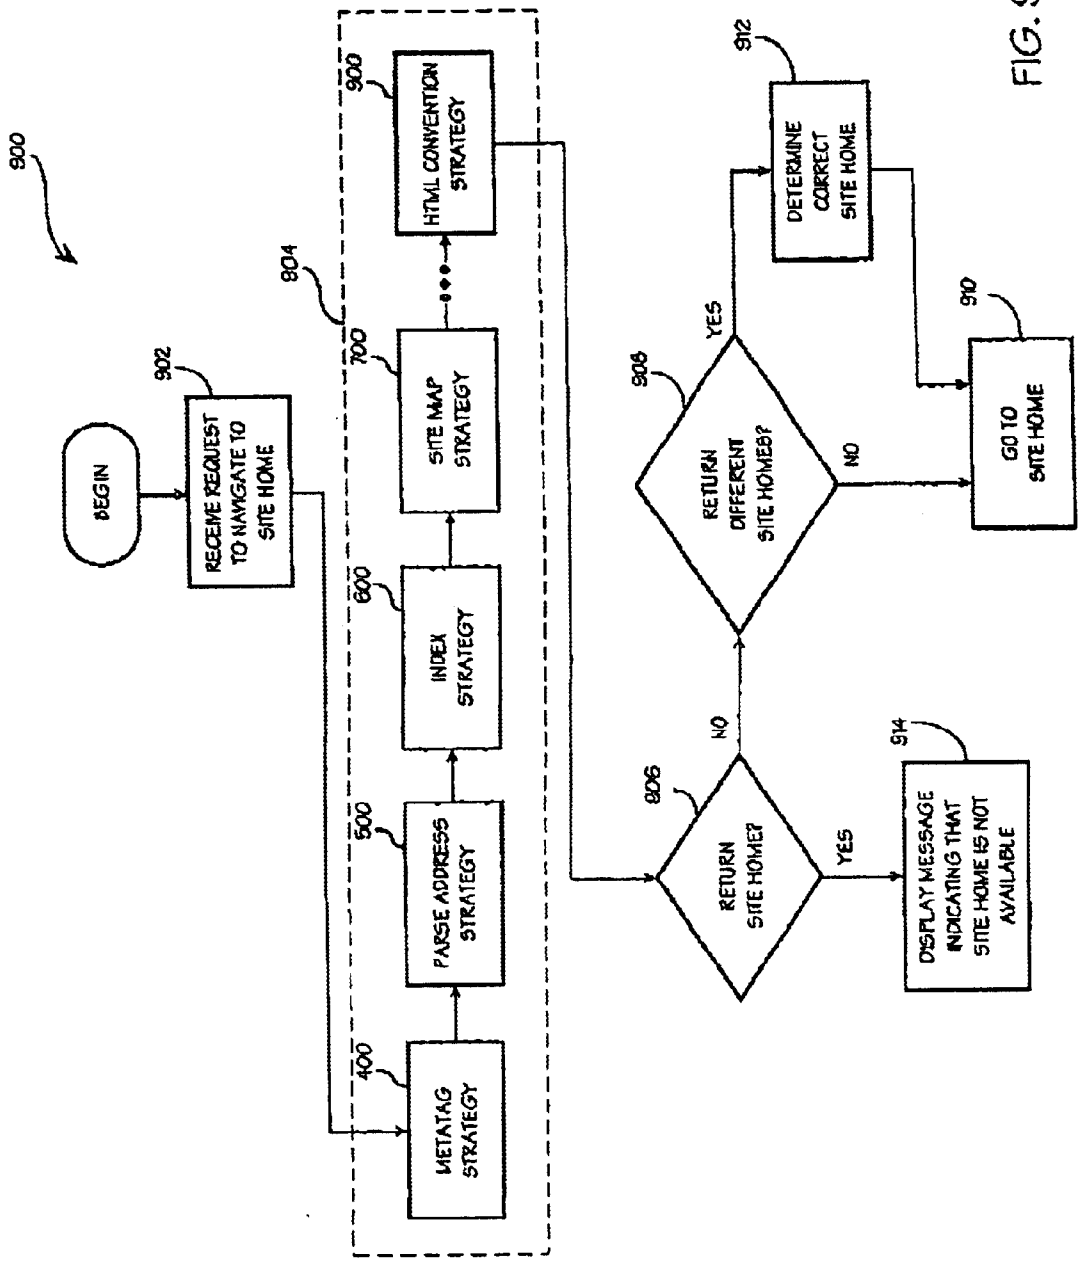 900
BEGIN
902
RECEIVE REQUEST
TO NAVIGATE TO
SITE HOME
904
400
METATAG
STRATEGY
500
PARSE ADDRESS
STRATEGY
600
INDEX
STRATEGY
700
SITE MAP
STRATEGY
900
HTML CONVENTION
STRATEGY
906
RETURN
SITE HOME?
NO
YES
908
RETURN
DIFFERENT
SITE HOMES?
YES
NO
912
DETERMINE
CORRECT
SITE HOME
914
DISPLAY MESSAGE
INDICATING THAT
SITE HOME IS NOT
AVAILABLE
910
GO TO
SITE HOME
FIG. 9